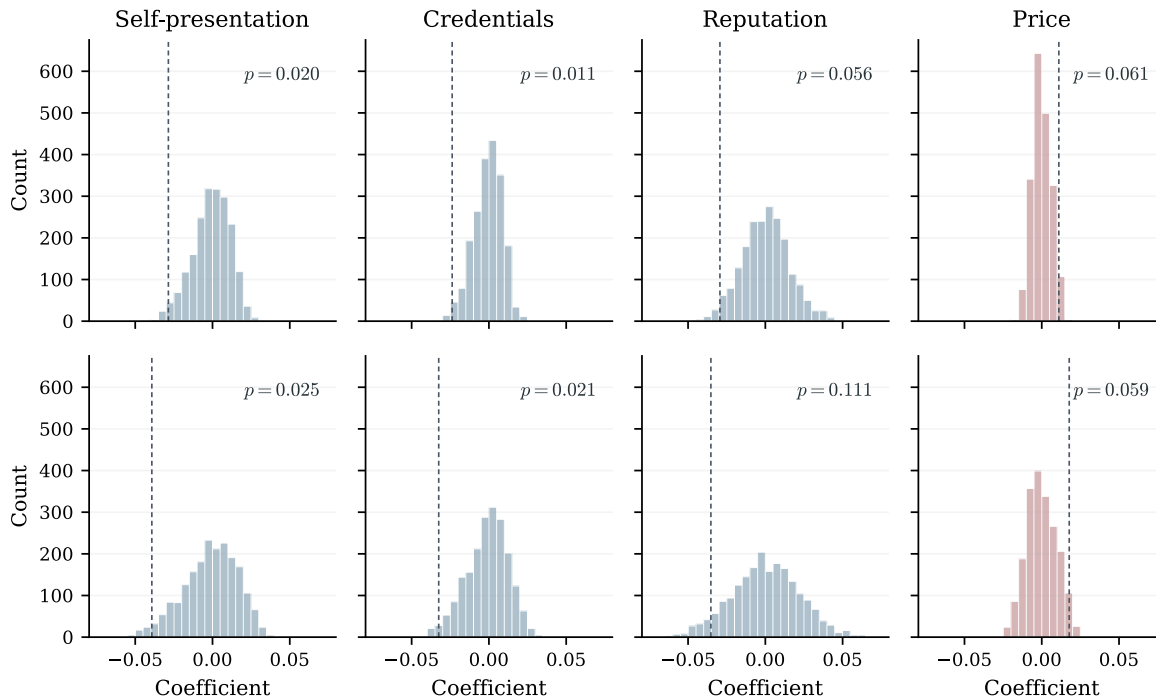 Self-presentation Credentials Reputation Price
p = 0.020 p = 0.011 p = 0.056 p = 0.061
600
500
400
300
200
100
0
Count
p = 0.025 p = 0.021 p = 0.111 p = 0.059
600
500
400
300
200
100
0
Count
−0.05 0.00 0.05 −0.05 0.00 0.05 −0.05 0.00 0.05 −0.05 0.00 0.05
Coefficient Coefficient Coefficient Coefficient